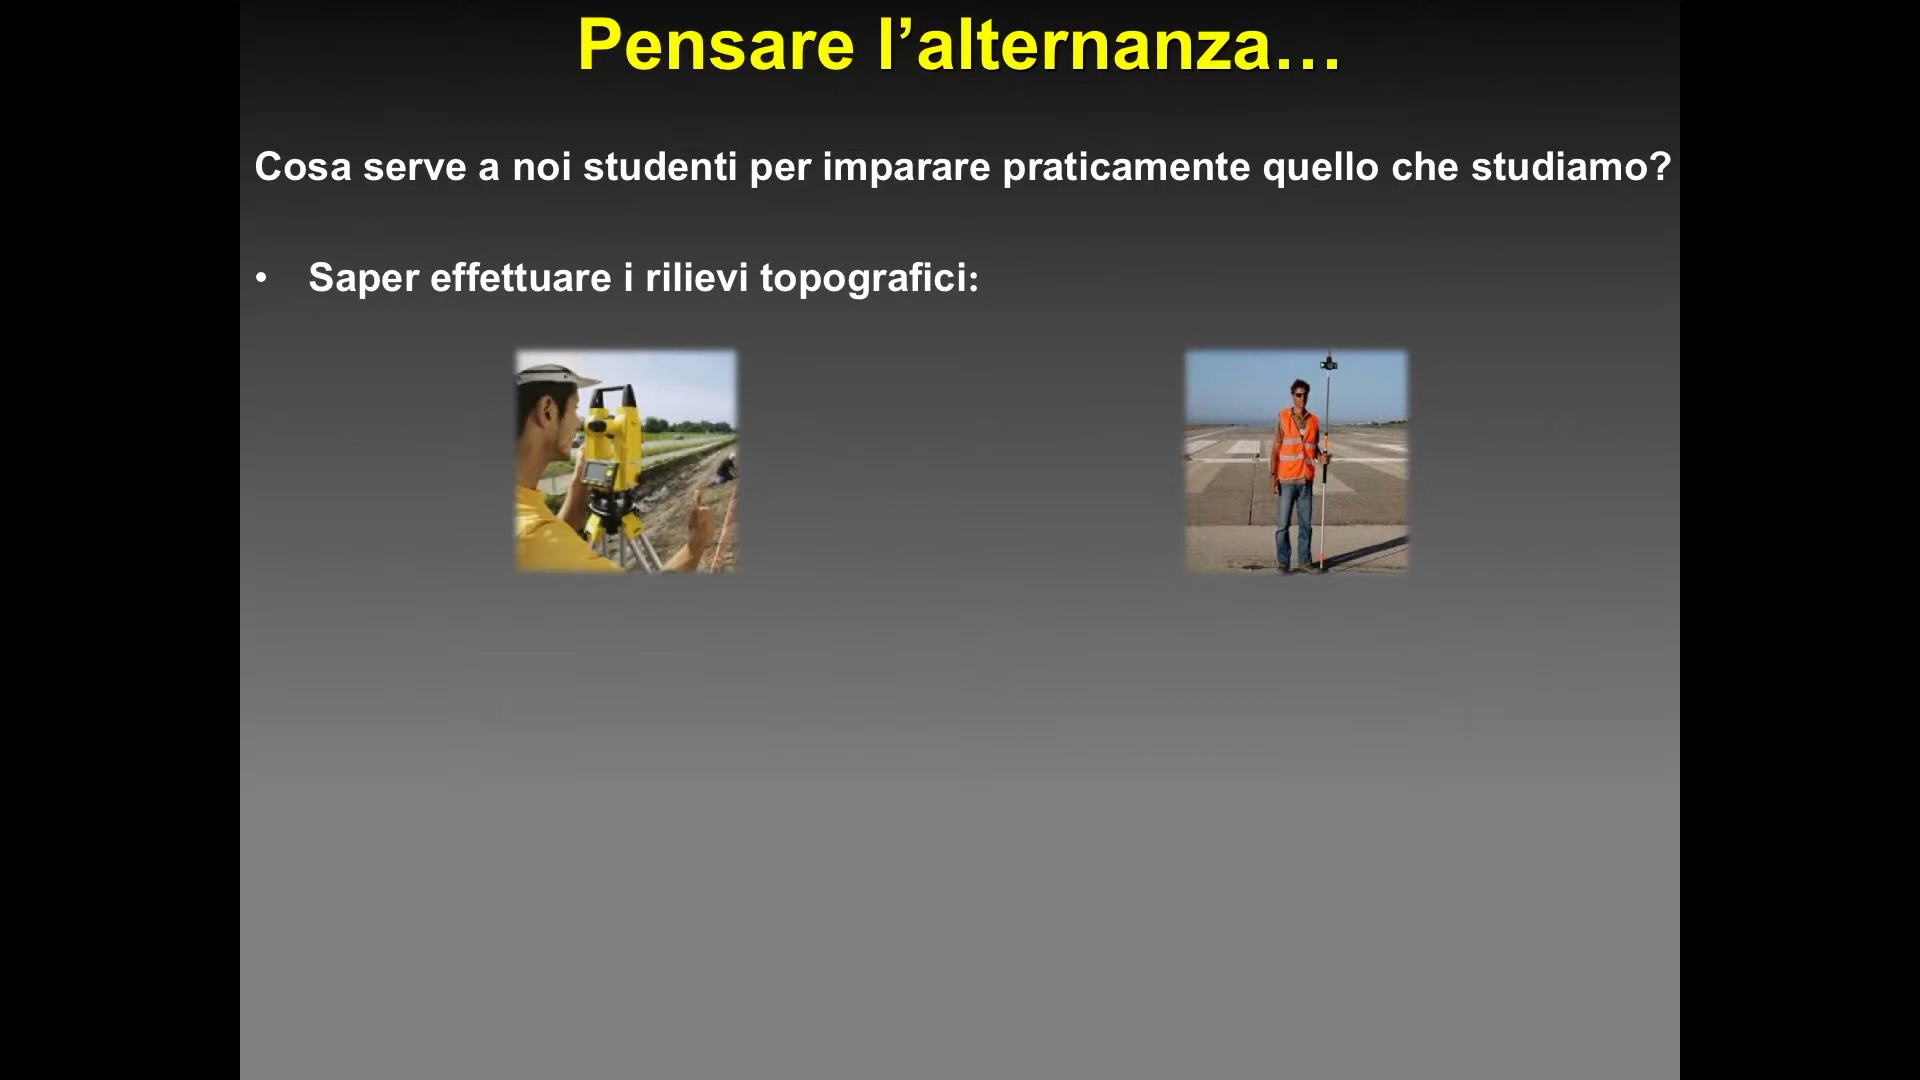 Pensare l’alternanza…
Cosa serve a noi studenti per imparare praticamente quello che studiamo?
• Saper effettuare i rilievi topografici: